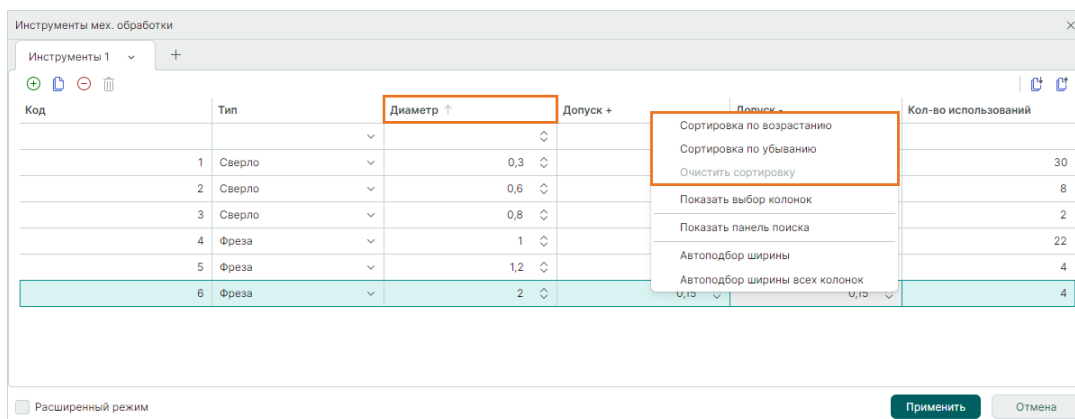 Инструменты мех. обработки
Инструменты 1
Код Тип Диаметр Допуск + Допуск - Кол-во использований
1 Сверло 0,3 30
2 Сверло 0,6 8
3 Сверло 0,8 2
4 Фреза 1 22
5 Фреза 1,2 4
6 Фреза 2 0,15 0,15 4
Сортировка по возрастанию
Сортировка по убыванию
Очистить сортировку
Показать выбор колонок
Показать панель поиска
Автоподбор ширины
Автоподбор ширины всех колонок
Расширенный режим Применить Отмена